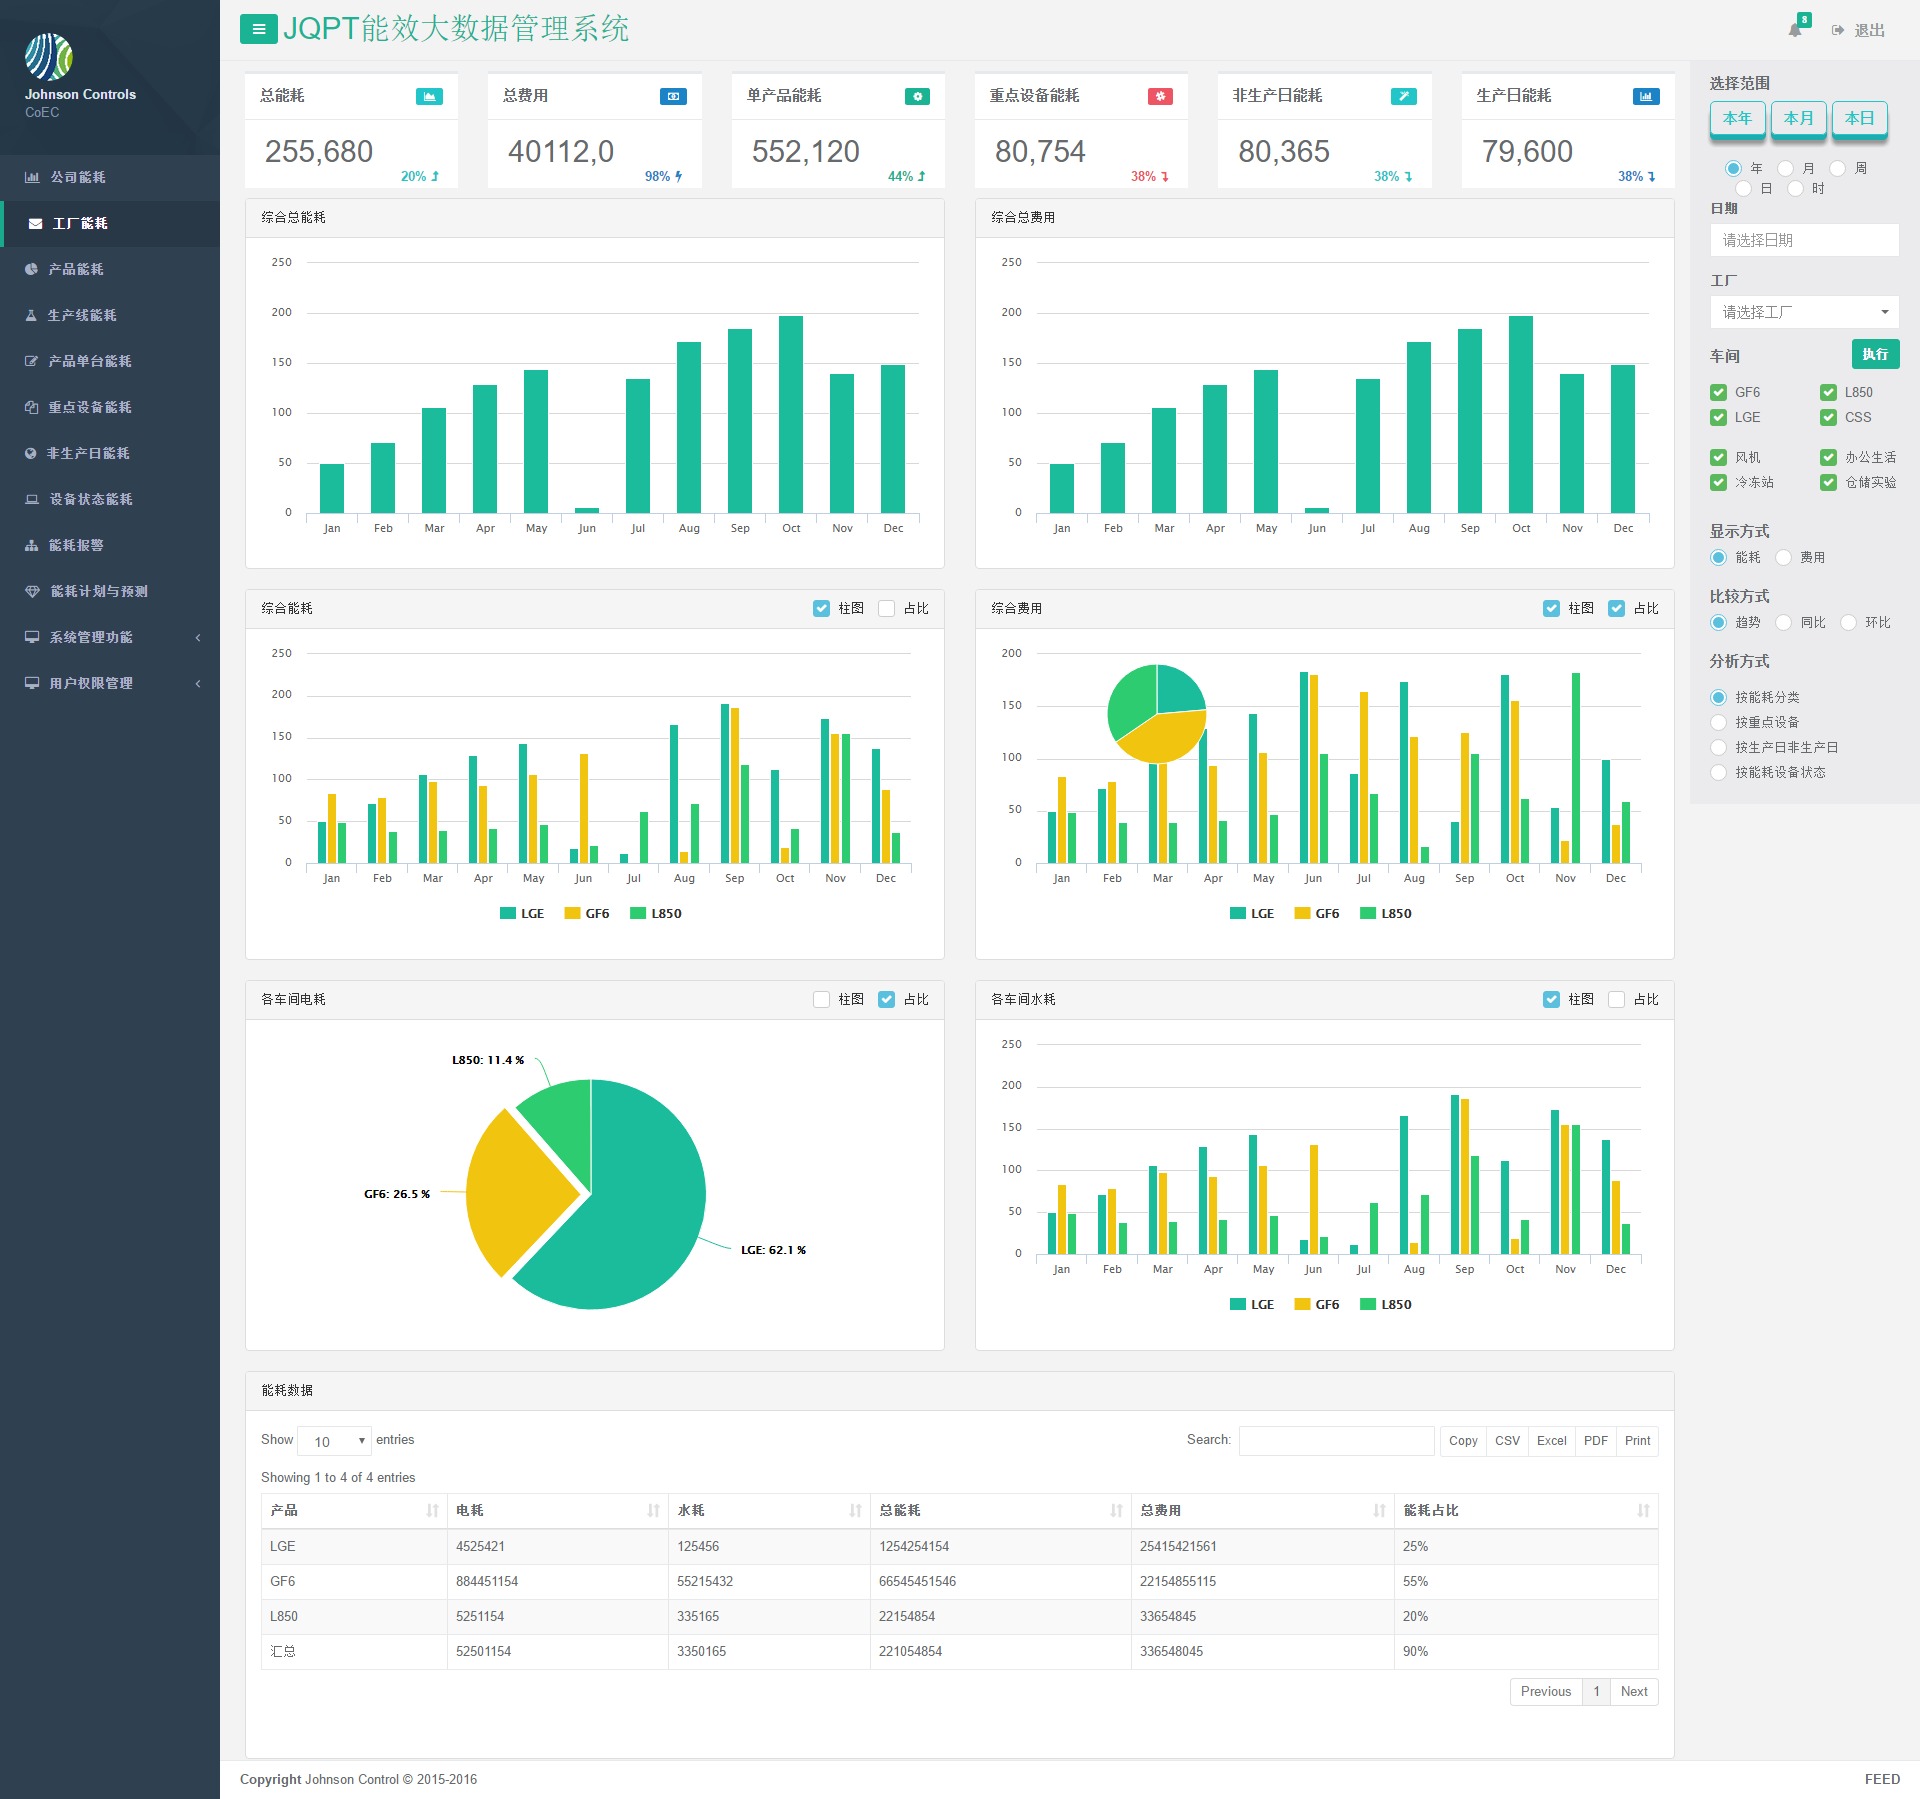 Johnson Controls
CoEC
公司能耗
工厂能耗
产品能耗
生产线能耗
产品单台能耗
重点设备能耗
非生产日能耗
设备状态能耗
能耗报警
能耗计划与预测
系统管理功能
用户权限管理
JQPT能效大数据管理系统
8
退出
总能耗
255,680
20%
总费用
40112,0
98%
单产品能耗
552,120
44%
重点设备能耗
80,754
38%
非生产日能耗
80,365
38%
生产日能耗
79,600
38%
综合总能耗
250
200
150
100
50
0
Jan Feb Mar Apr May Jun Jul Aug Sep Oct Nov Dec
综合总费用
250
200
150
100
50
0
Jan Feb Mar Apr May Jun Jul Aug Sep Oct Nov Dec
综合能耗 柱图 占比
250
200
150
100
50
0
Jan Feb Mar Apr May Jun Jul Aug Sep Oct Nov Dec
LGE GF6 L850
综合费用 柱图 占比
200
150
100
50
0
Jan Feb Mar Apr May Jun Jul Aug Sep Oct Nov Dec
LGE GF6 L850
各车间电耗 柱图 占比
L850: 11.4 %
GF6: 26.5 %
LGE: 62.1 %
各车间水耗 柱图 占比
250
200
150
100
50
0
Jan Feb Mar Apr May Jun Jul Aug Sep Oct Nov Dec
LGE GF6 L850
能耗数据
Show 10 entries
Search: Copy CSV Excel PDF Print
Showing 1 to 4 of 4 entries
产品 电耗 水耗 总能耗 总费用 能耗占比
LGE 4525421 125456 1254254154 25415421561 25%
GF6 884451154 55215432 66545451546 22154855115 55%
L850 5251154 335165 22154854 33654845 20%
汇总 52501154 3350165 221054854 336548045 90%
Previous 1 Next
选择范围
本年 本月 本日
年 月 周
日 时
日期
请选择日期
工厂
请选择工厂
车间 执行
GF6 L850
LGE CSS
风机 办公生活
冷冻站 仓储实验
显示方式
能耗 费用
比较方式
趋势 同比 环比
分析方式
按能耗分类
按重点设备
按生产日非生产日
按能耗设备状态
Copyright Johnson Control © 2015-2016
FEED